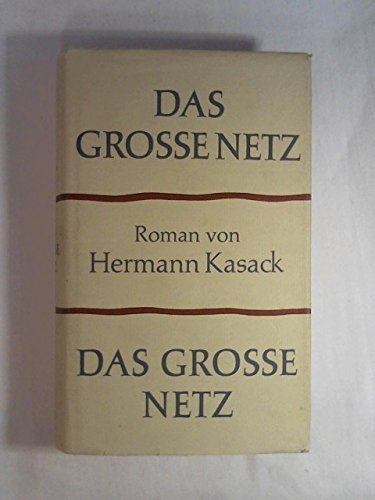 DAS
GROSSE NETZ
Roman von
Hermann Kasack
DAS GROSSE
NETZ